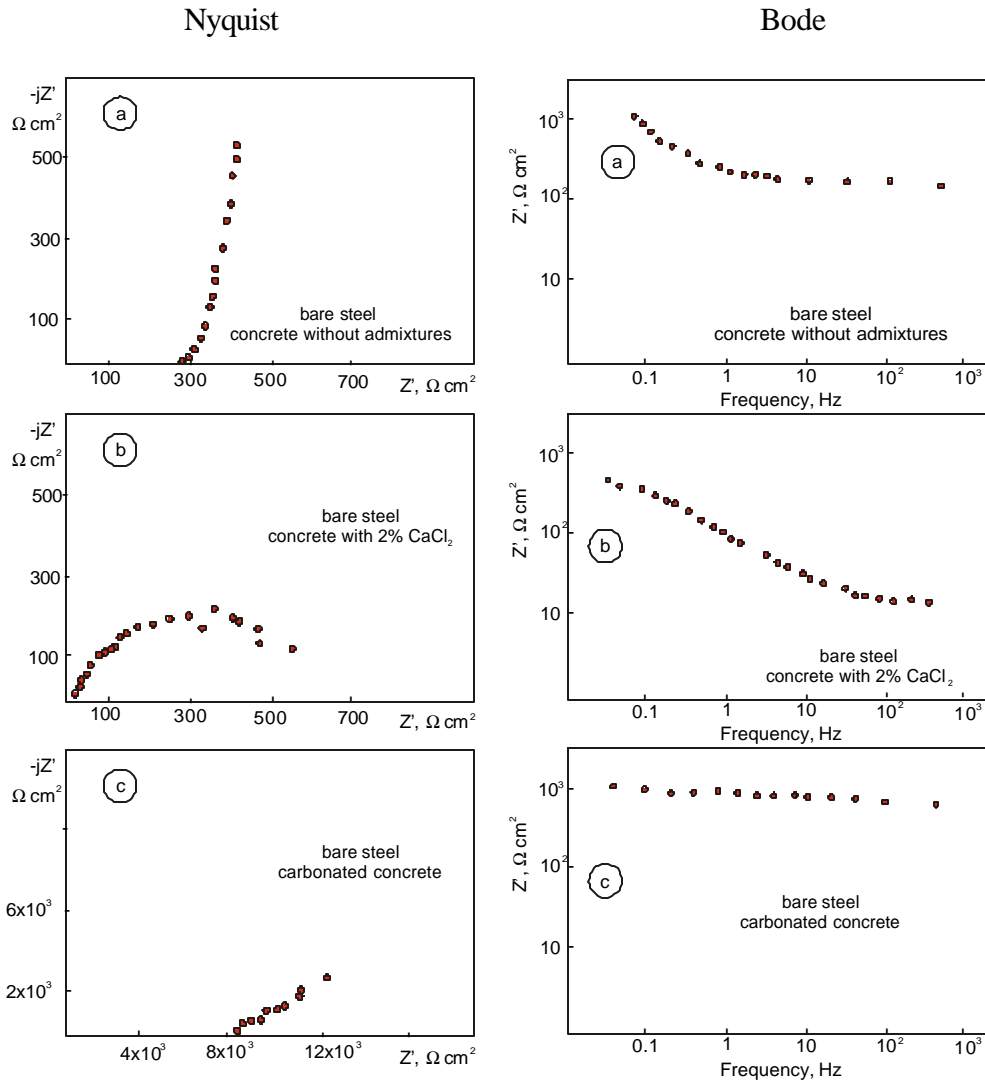 Nyquist
Bode
-jZ'
Ω cm²
500
300
100
a
bare steel
concrete without admixtures
100
300
500
700
Z', Ω cm²
Z', Ω cm²
10³
10²
10
a
bare steel
concrete without admixtures
0.1
1
10
10²
10³
Frequency, Hz
-jZ'
Ω cm²
500
300
100
b
bare steel
concrete with 2% CaCl₂
100
300
500
700
Z', Ω cm²
Z', Ω cm²
10³
10²
10
b
bare steel
concrete with 2% CaCl₂
0.1
1
10
10²
10³
Frequency, Hz
-jZ'
Ω cm²
6x10³
2x10³
c
bare steel
carbonated concrete
4x10³
8x10³
12x10³
Z', Ω cm²
Z', Ω cm²
10³
10²
10
c
bare steel
carbonated concrete
0.1
1
10
10²
10³
Frequency, Hz